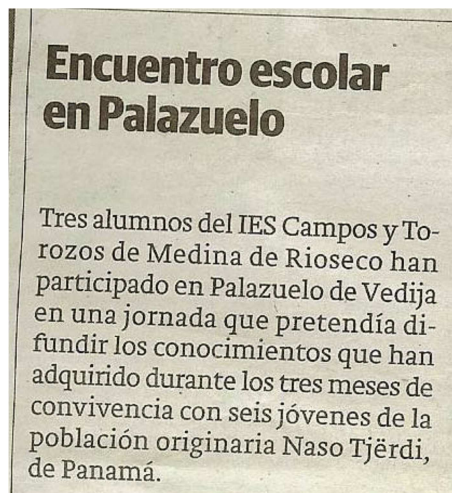 Encuentro escolar
en Palazuelo
Tres alumnos del IES Campos y To-
rozos de Medina de Rioseco han
participado en Palazuelo de Vedija
en una jornada que pretendía di-
fundir los conocimientos que han
adquirido durante los tres meses de
convivencia con seis jóvenes de la
población originaria Naso Tjërdi,
de Panamá.